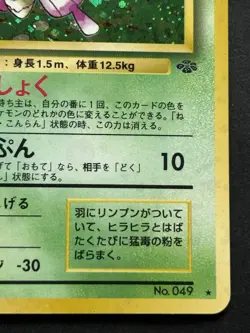 ：身長1.5m、体重12.5kg
しょく
持ち主は、自分の番に1回、このカードの色を
ケモンのどれかの色に変えることができる。「ね
・こんらん」状態の時、この力は消える。
ぷん
10
げて「おもて」なら、相手を「どく」
ん」状態にする。
げる
-30
羽にリンプンがついてい
いて、ヒラヒラとはば
たくたびに猛毒の粉を
ばらまく。
No.049 ★